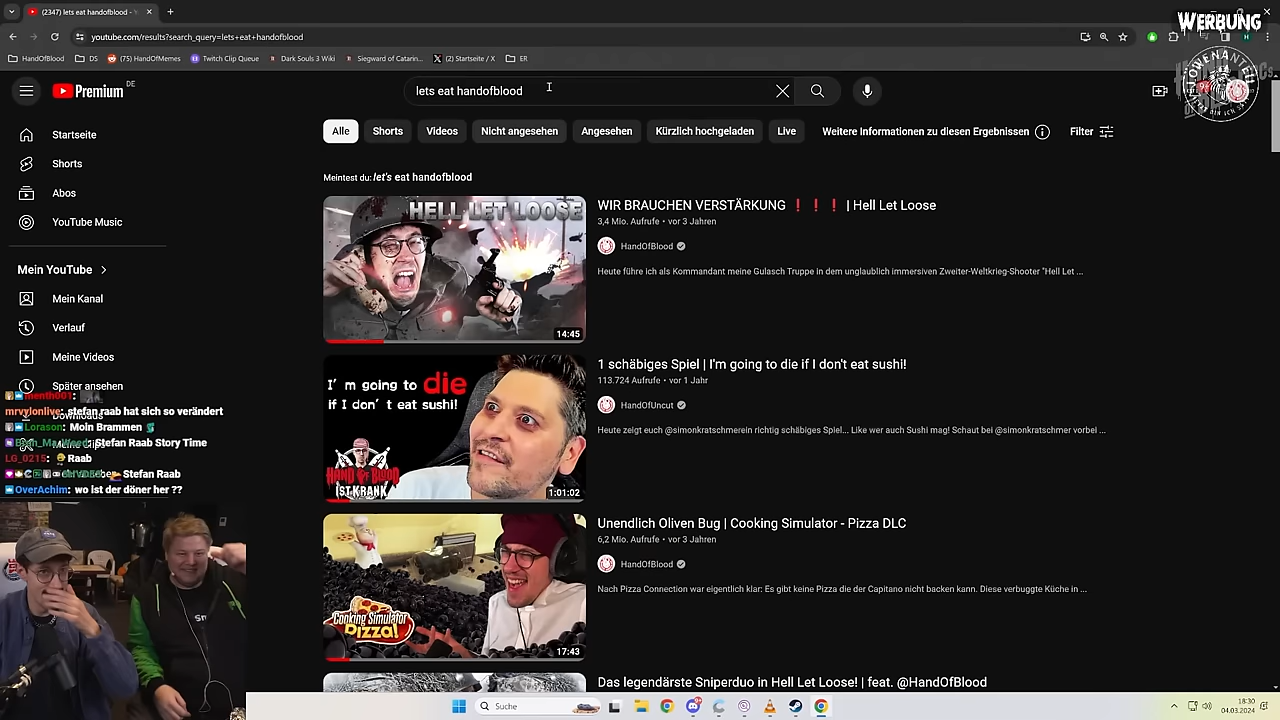 (2347) lets eat handofblood -
WERBUNG
youtube.com/results?search_query=lets+eat+handofblood
HandOfBlood
DS
(75) HandOfMemes
Twitch Clip Queue
Dark Souls 3 Wiki
Siegward of Catarin...
(2) Startseite / X
ER
Premium DE
lets eat handofblood
Alle
Shorts
Videos
Nicht angesehen
Angesehen
Kürzlich hochgeladen
Live
Weitere Informationen zu diesen Ergebnissen
Filter
Startseite
Shorts
Abos
YouTube Music
Mein YouTube
Mein Kanal
Verlauf
Meine Videos
Später ansehen
Downloads
Meintest du: let's eat handofblood
HELL LET LOOSE
14:45
WIR BRAUCHEN VERSTÄRKUNG ❗❗❗ | Hell Let Loose
3,4 Mio. Aufrufe • vor 3 Jahren
HandOfBlood
Heute führe ich als Kommandant meine Gulasch Truppe in dem unglaublich immersiven Zweiter-Weltkrieg-Shooter "Hell Let ...
I'm going to die
if I don't eat sushi!
HAND OF BLOOD
IST KRANK
1:01:02
1 schäbiges Spiel | I'm going to die if I don't eat sushi!
113.724 Aufrufe • vor 1 Jahr
HandOfUncut
Heute zeigt euch @simonkratschmerein richtig schäbiges Spiel... Like wer auch Sushi mag! Schaut bei @simonkratschmer vorbei ...
Cooking Simulator
Pizza!
17:43
Unendlich Oliven Bug | Cooking Simulator - Pizza DLC
6,2 Mio. Aufrufe • vor 3 Jahren
HandOfBlood
Nach Pizza Connection war eigentlich klar: Es gibt keine Pizza die der Capitano nicht backen kann. Diese verbuggte Küche in ...
Das legendärste Sniperduo in Hell Let Loose! | feat. @HandOfBlood
menth001:
mrvylonlive: stefan raab hat sich so verändert
Lorason: Moin Brammen
Stefan Raab Story Time
LG_0215: Raab
Stefan Raab
OverAchim: wo ist der döner her ??
Suche
18:30
04.03.2024